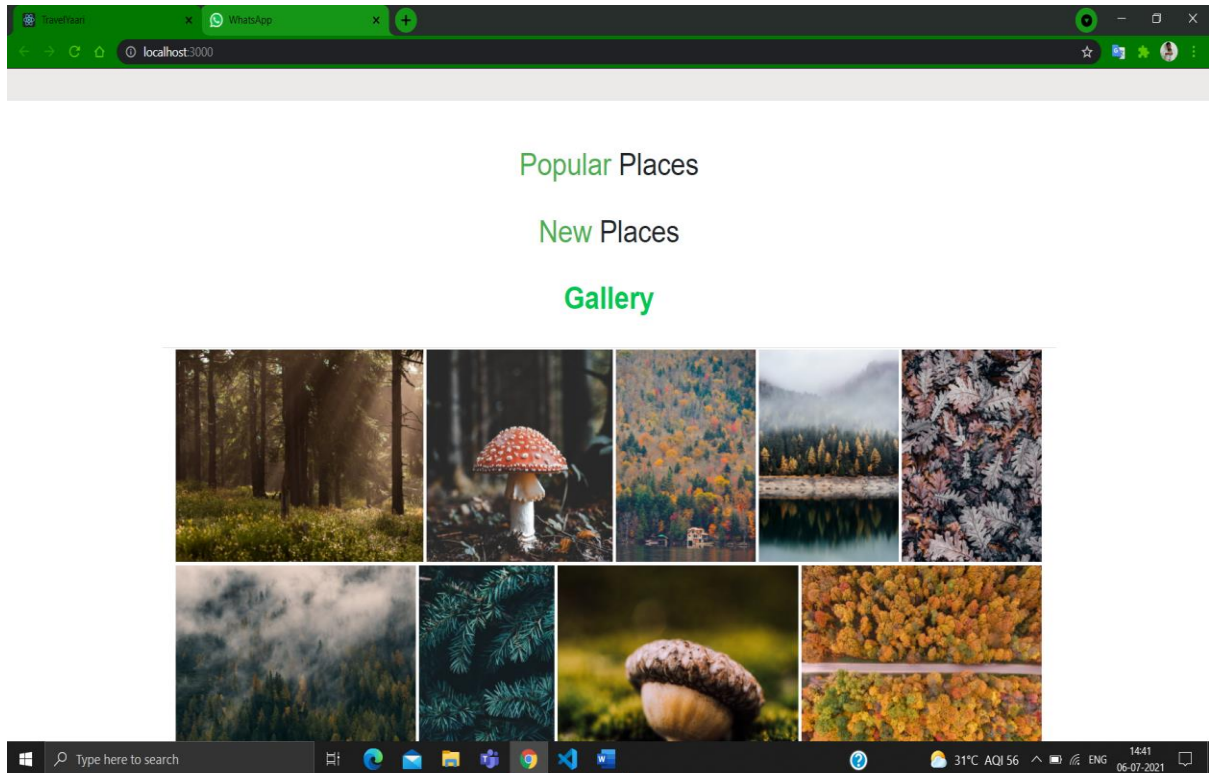 TravelYaari
WhatsApp
localhost:3000
Popular Places
New Places
Gallery
Type here to search
31°C AQI 56
ENG
14:41
06-07-2021